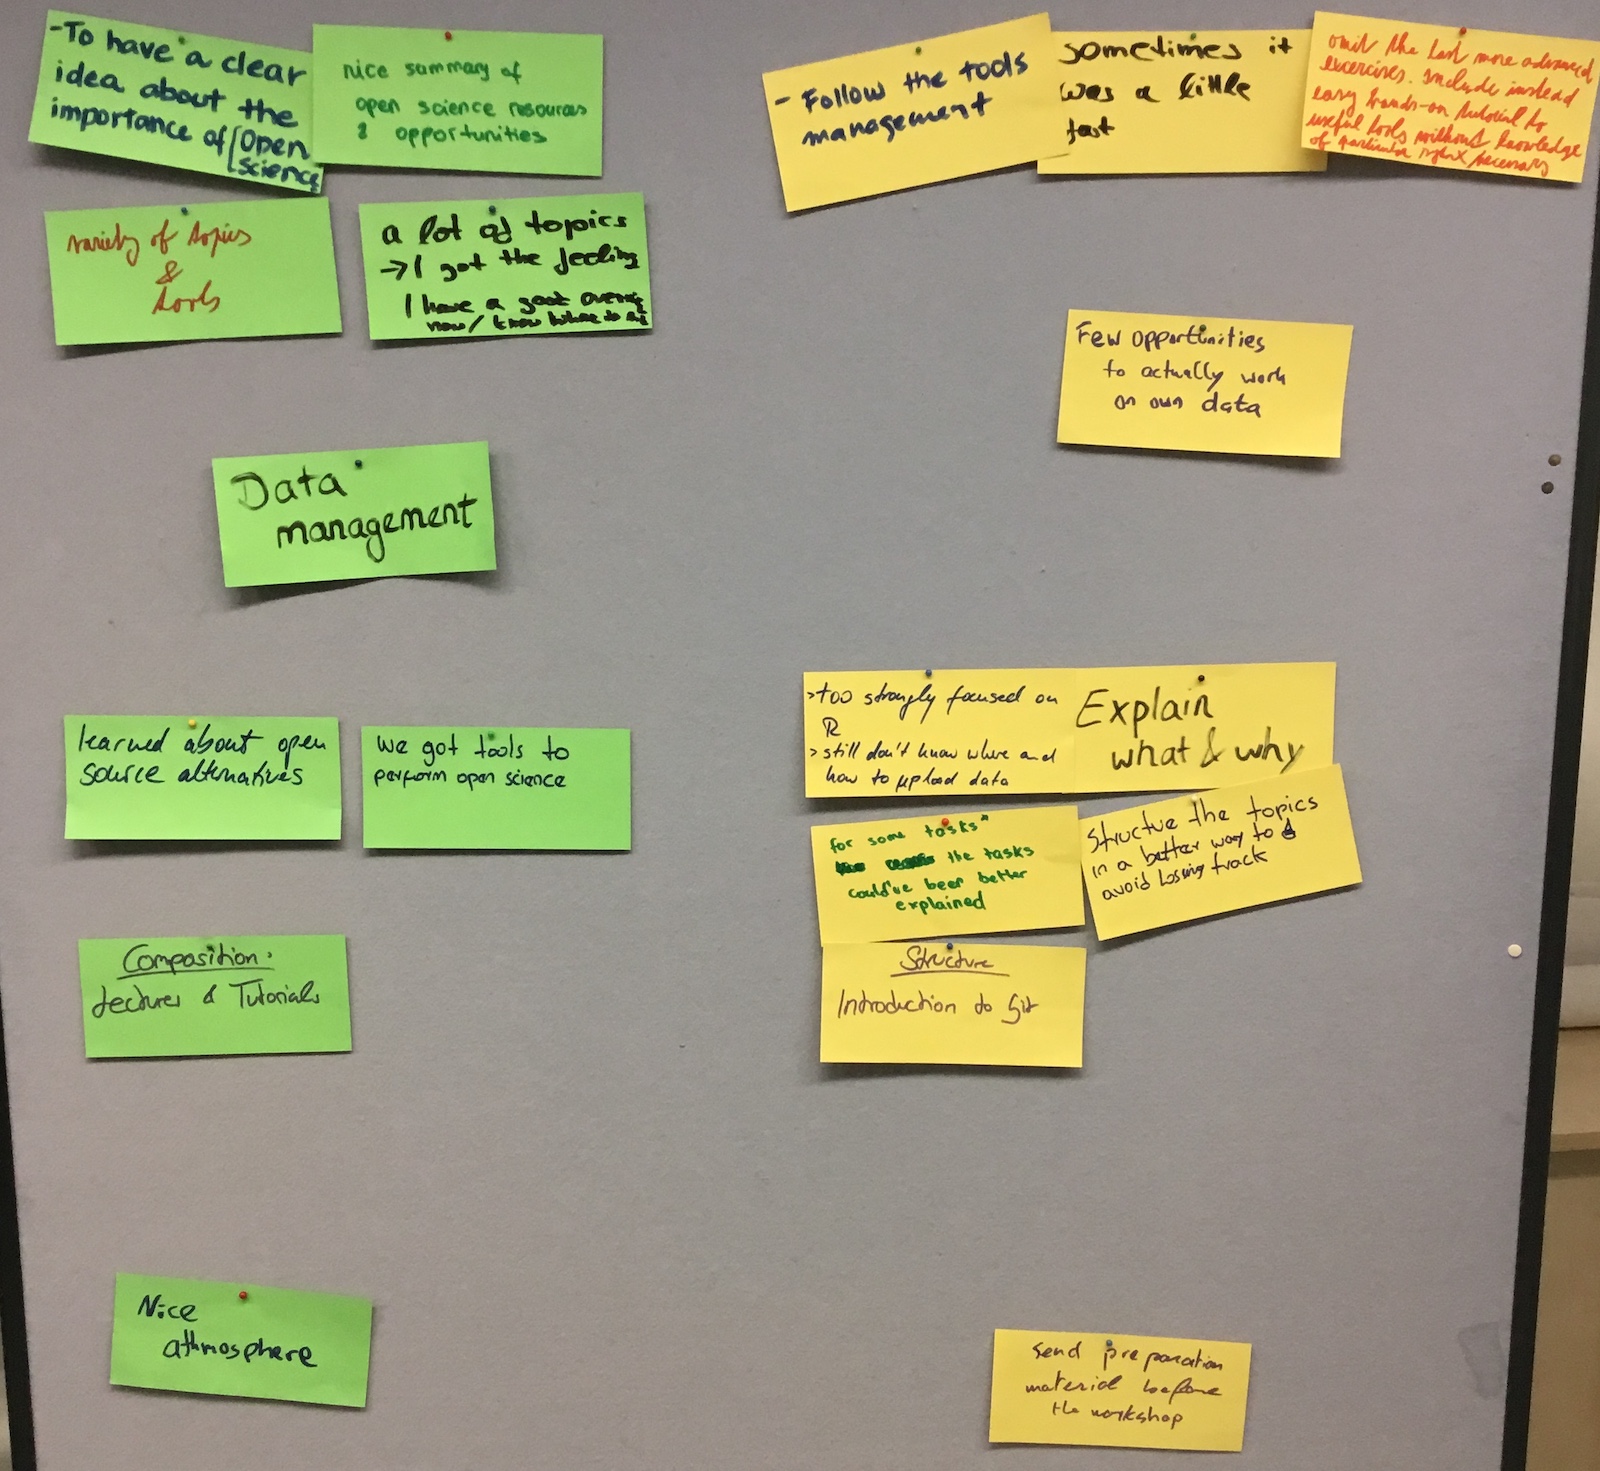 -To have a clear
idea about the
importance of [Open
Science
nice summary of
open science resources
& opportunities
variety of topics
&
tools
a lot of topics
→ I got the feeling
I have a good
now / know where to
Data
management
learned about open
source alternatives
we got tools to
perform open science
Composition:
Lectures & Tutorials
Nice
athmosphere
- Follow the tools
management
sometimes it
was a little
fast
omit the last more advanced
excercises. Include instead
easy hands-on tutorial to
useful tools without knowledge
of particular syntax necessary
Few opportunities
to actually work
on own data
>too strongly focused on
R
>still don't know where and
how to upload data
Explain
what & why
for some tasks"
the tasks
could've been better
explained
Structure the topics
in a better way to
avoid losing track
Structure
Introduction to Git
Send preparation
material before
the workshop